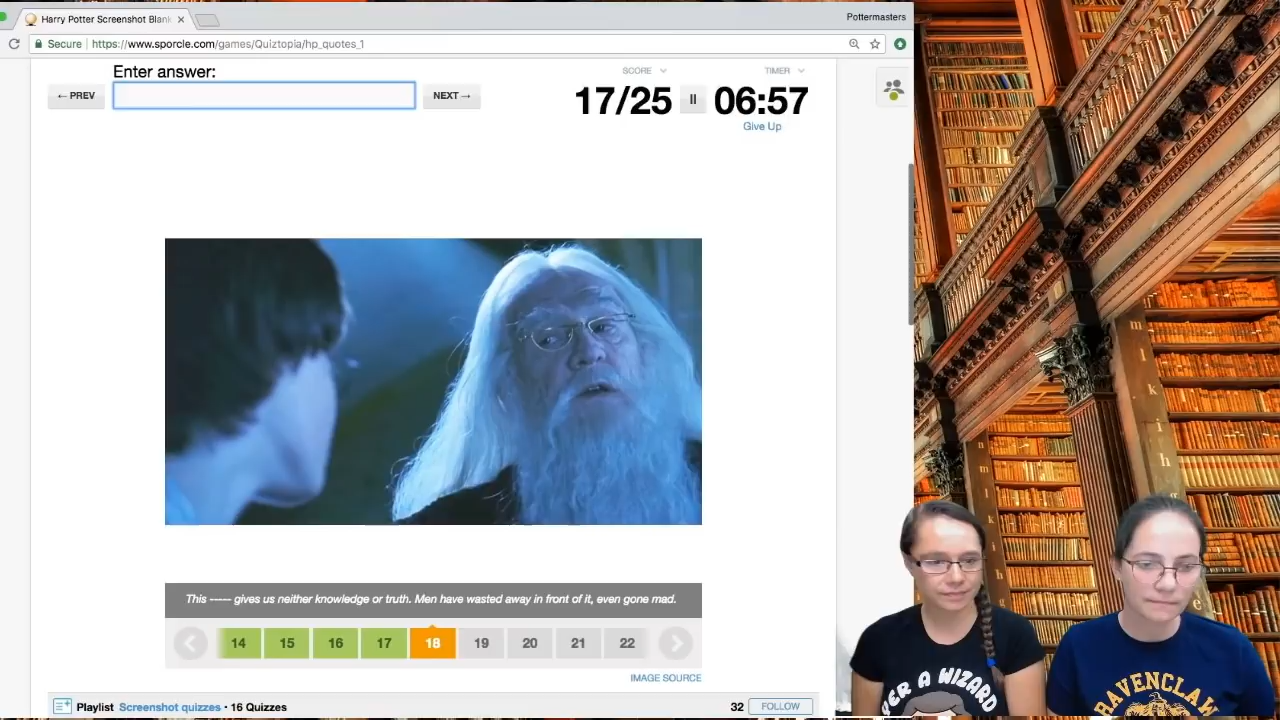 Harry Potter Screenshot Blank
Pottermasters
Secure | https://www.sporcle.com/games/Quiztopia/hp_quotes_1
Enter answer:
← PREV
NEXT →
SCORE
TIMER
17/25
06:57
Give Up
This ----- gives us neither knowledge or truth. Men have wasted away in front of it, even gone mad.
14 15 16 17 18 19 20 21 22
IMAGE SOURCE
Playlist Screenshot quizzes • 16 Quizzes
32 FOLLOW
m
l
k
i
h
n
m
l
k
i
h
e
ER A WIZARD
RAVENCLAW